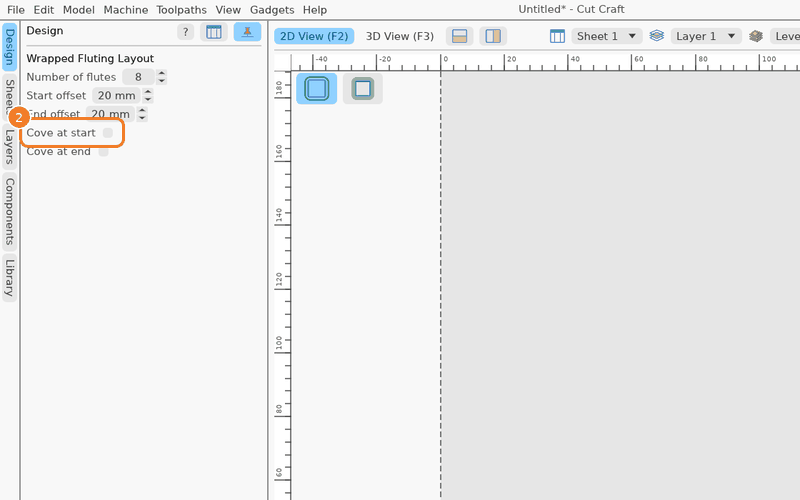 File Edit Model Machine Toolpaths View Gadgets Help
Untitled* - Cut Craft
Design
Sheet
Layers
Components
Library
Design
?
Wrapped Fluting Layout
Number of flutes 8
Start offset 20 mm
End offset 20 mm
2
Cove at start
Cove at end
2D View (F2) 3D View (F3) Sheet 1 Layer 1 Leve
-40 -20 0 20 40 60 80 100
180
160
140
120
100
80
60